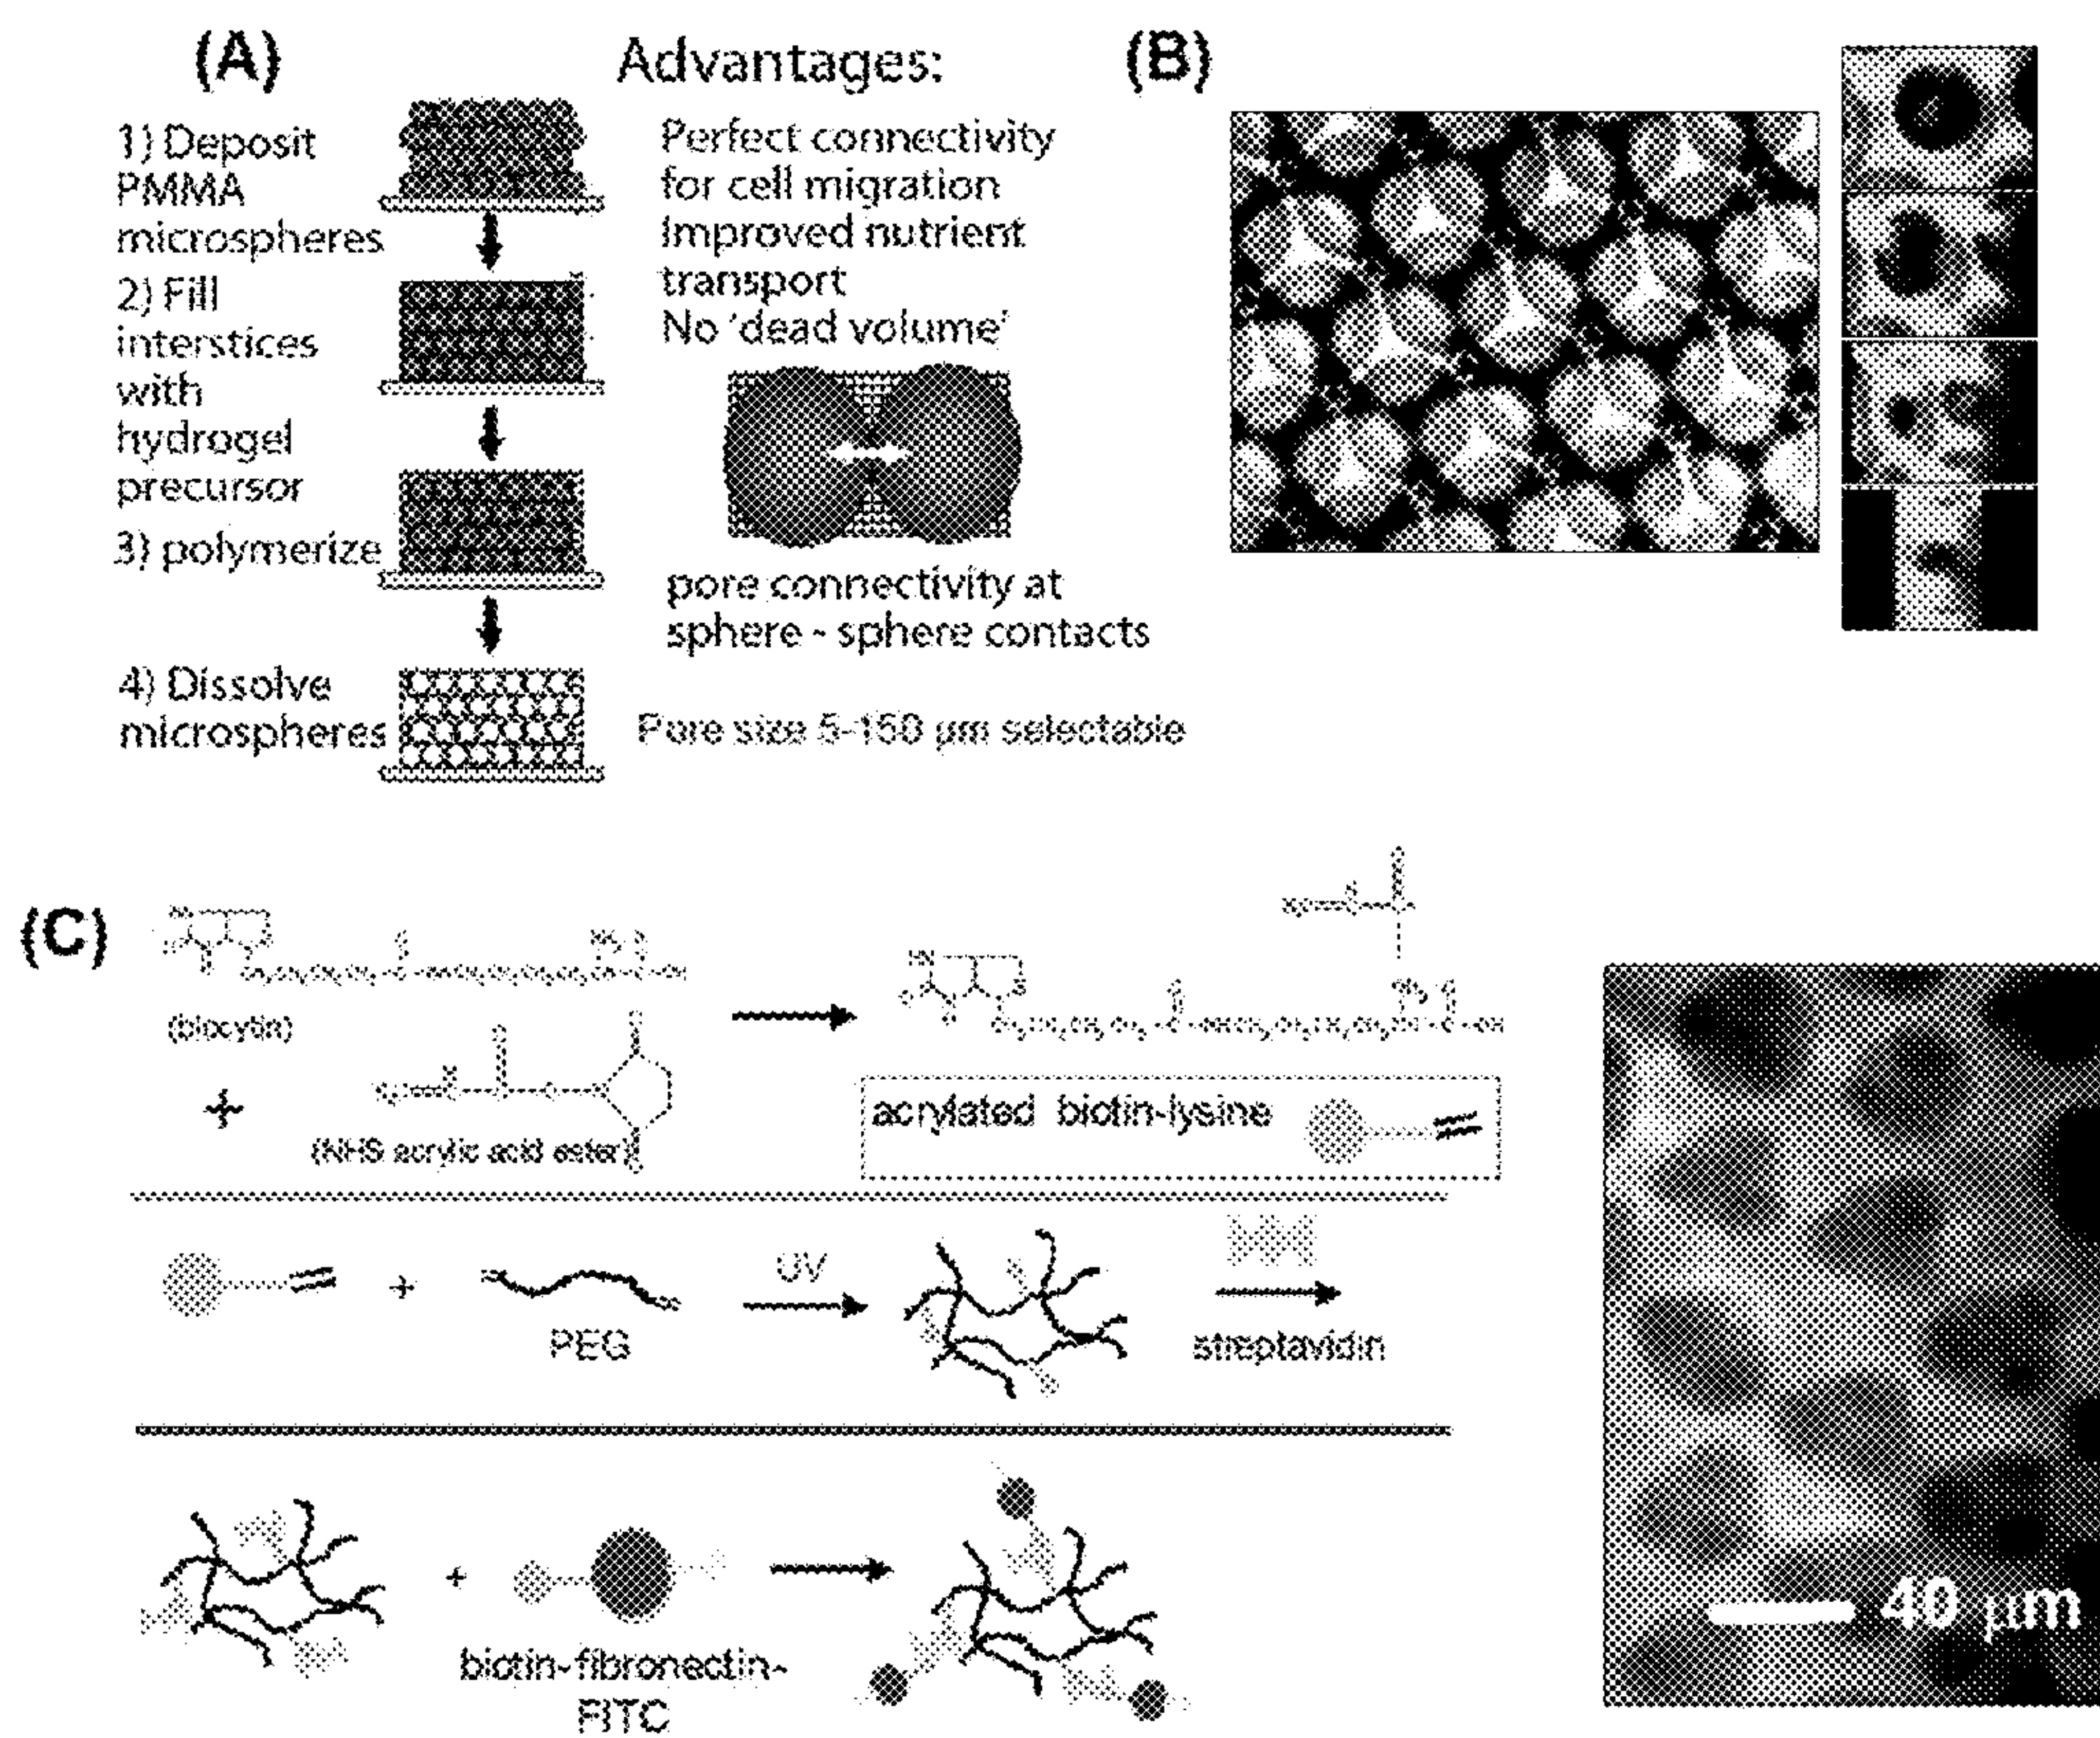 (A)
Advantages:
(B)
1) Deposit
PMMA
microspheres
2) Fill
interstices
with
hydrogel
precursor
3) polymerize
4) Dissolve
microspheres
Perfect connectivity
for cell migration
Improved nutrient
transport
No 'dead volume'
pore connectivity at
sphere - sphere contacts
Pore size 5-150 µm selectable
(C)
(biocytin)
+
(NHS acrylic acid ester)
acrylated biotin-lysine
+
PEG
UV
streptavidin
+
biotin-fibronectin-
FITC
40 µm